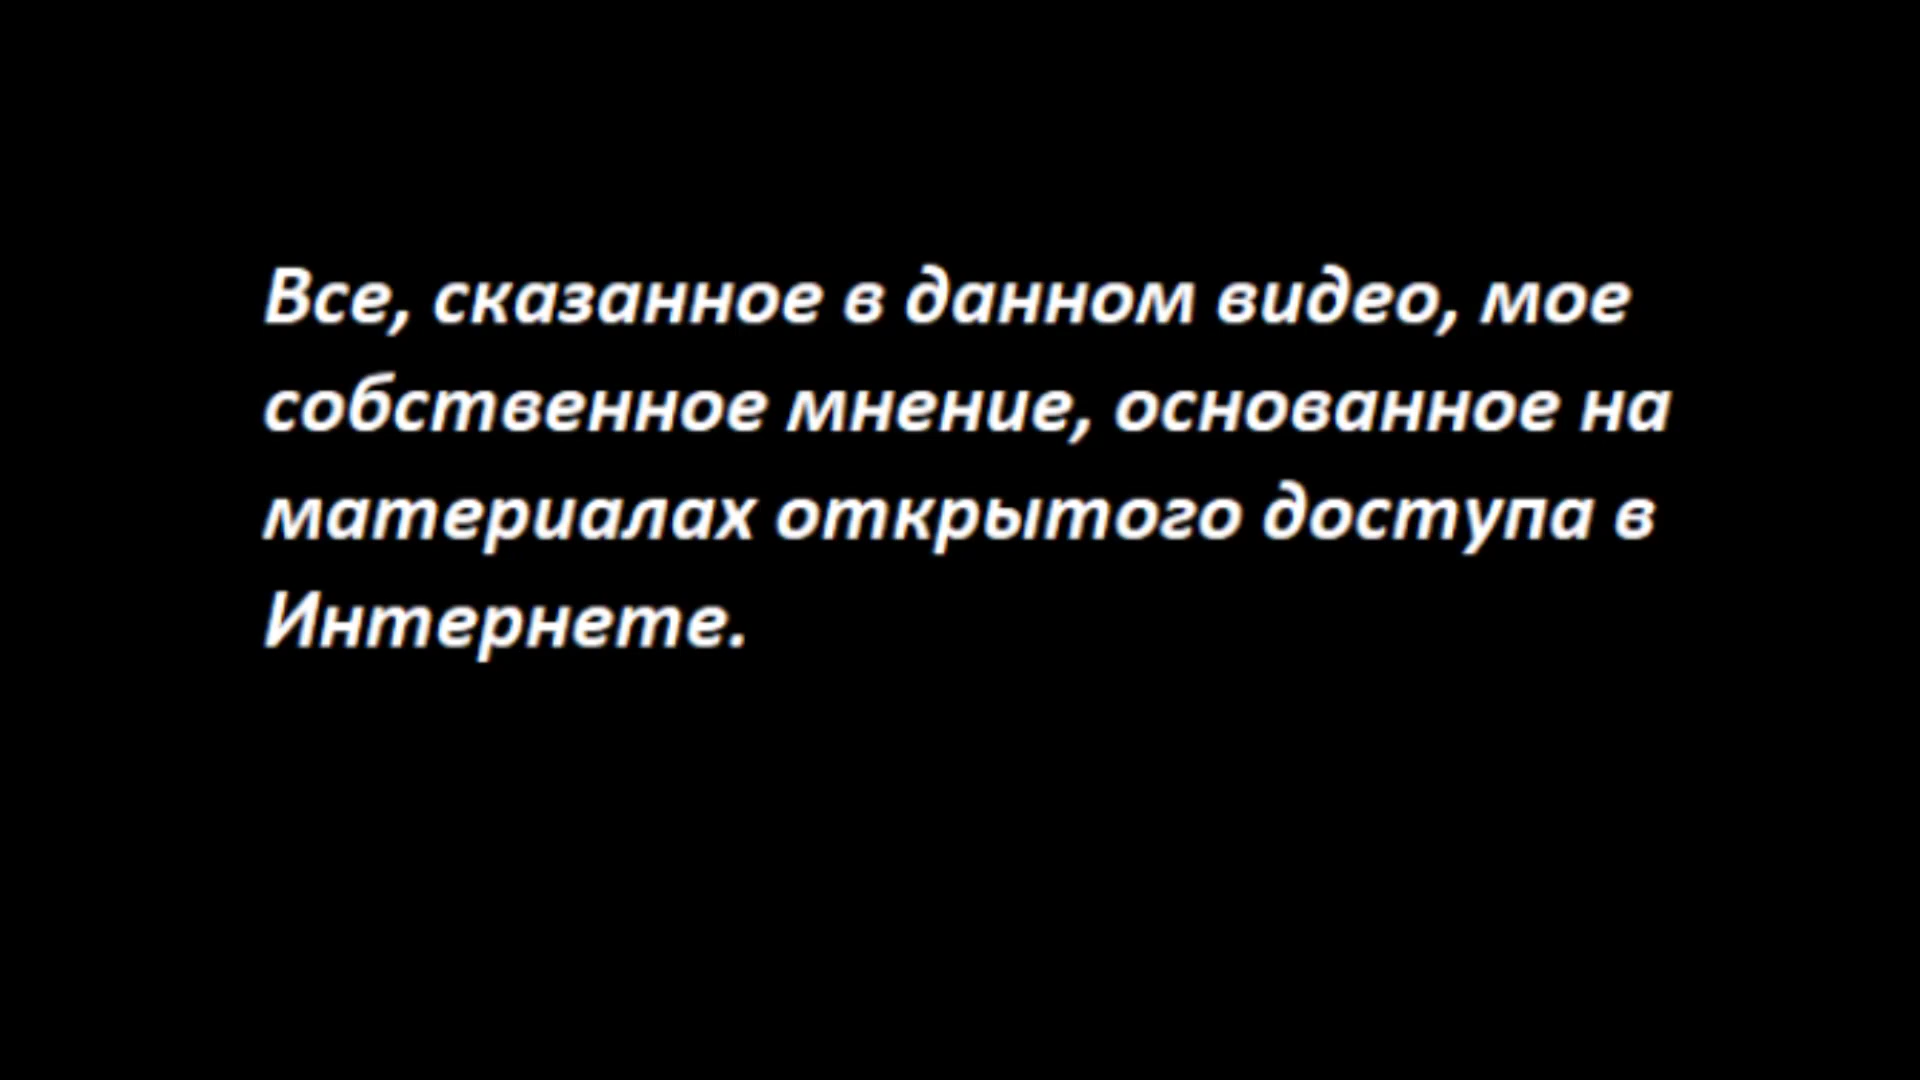 Все, сказанное в данном видео, мое
собственное мнение, основанное на
материалах открытого доступа в
Интернете.